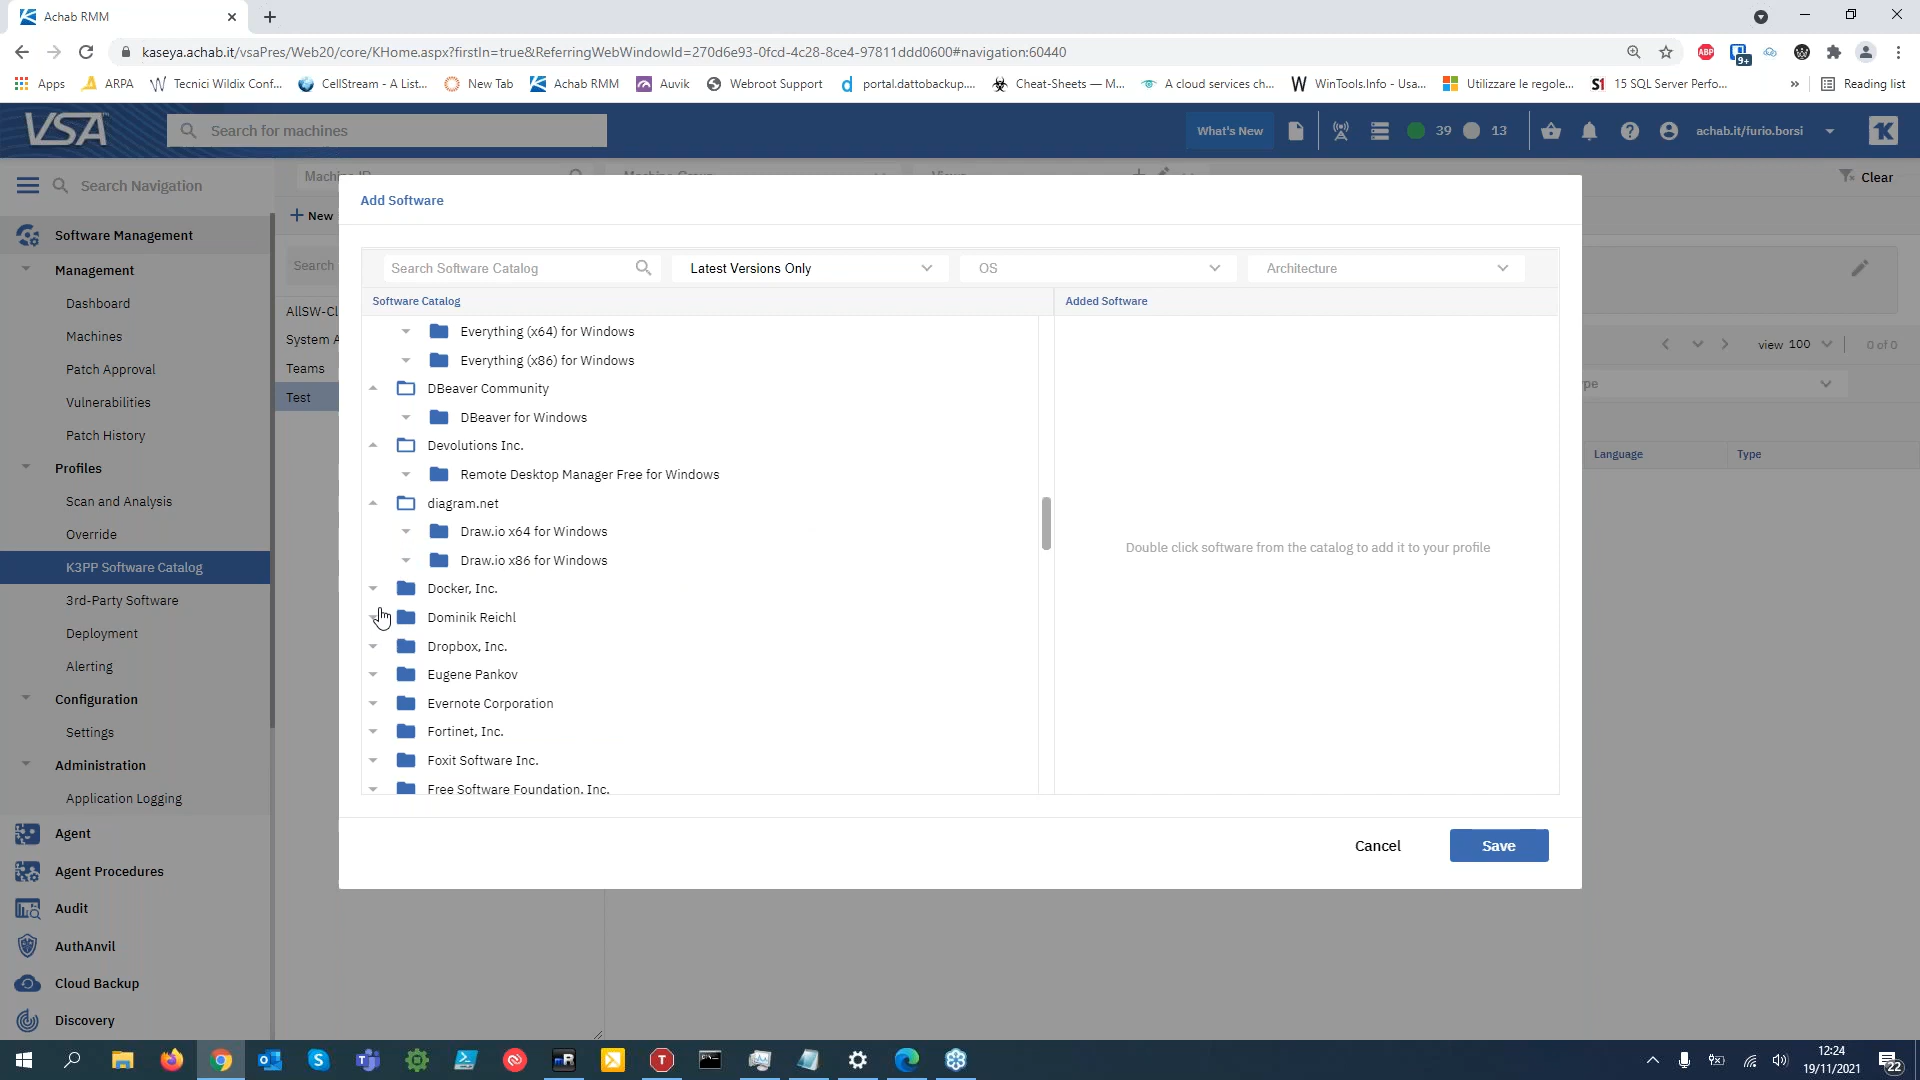 Achab RMM
kaseya.achab.it/vsaPres/Web20/core/KHome.aspx?firstIn=true&ReferringWebWindowId=270d6e93-0fcd-4c28-8ce4-97811ddd0600#navigation:60440
ABP
9+
Apps
ARPA
Tecnici Wildix Conf...
CellStream - A List...
New Tab
Achab RMM
Auvik
Webroot Support
portal.dattobackup....
Cheat-Sheets — M...
A cloud services ch...
WinTools.Info - Usa...
Utilizzare le regole...
S1 15 SQL Server Perfo...
»
Reading list
VSA
Search for machines
What's New
39
13
achab.it/furio.borsi
Search Navigation
Clear
New
Add Software
Software Management
Search
Search Software Catalog
Latest Versions Only
OS
Architecture
Management
Software Catalog
Added Software
Dashboard
AllSW-Cl
Everything (x64) for Windows
Machines
System A
view 100
0 of 0
Patch Approval
Teams
Everything (x86) for Windows
pe
Vulnerabilities
Test
DBeaver Community
DBeaver for Windows
Patch History
Devolutions Inc.
Language
Type
Profiles
Remote Desktop Manager Free for Windows
Scan and Analysis
diagram.net
Override
Draw.io x64 for Windows
Double click software from the catalog to add it to your profile
K3PP Software Catalog
Draw.io x86 for Windows
3rd-Party Software
Docker, Inc.
Dominik Reichl
Deployment
Dropbox, Inc.
Alerting
Eugene Pankov
Configuration
Evernote Corporation
Settings
Fortinet, Inc.
Administration
Foxit Software Inc.
Application Logging
Free Software Foundation, Inc.
Agent
Cancel
Save
Agent Procedures
Audit
AuthAnvil
Cloud Backup
Discovery
12:24
19/11/2021
22